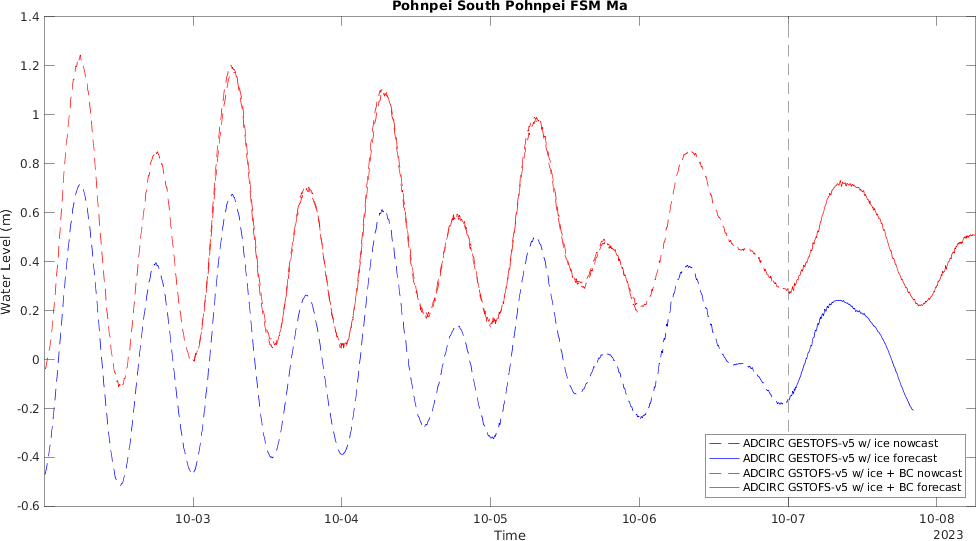 Pohnpei South Pohnpei FSM Ma
1.4
1.2
1
0.8
0.6
0.4
0.2
0
-0.2
-0.4
-0.6
Water Level (m)
10-03
10-04
10-05
10-06
10-07
10-08
Time
2023
ADCIRC GESTOFS-v5 w/ ice nowcast
ADCIRC GESTOFS-v5 w/ ice forecast
ADCIRC GSTOFS-v5 w/ ice + BC nowcast
ADCIRC GSTOFS-v5 w/ ice + BC forecast